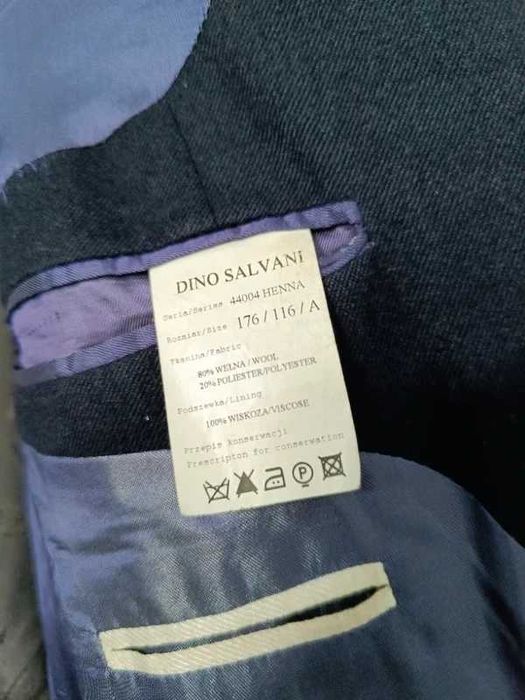 DINO SALVANI
Seria/Series 44004 HENNA
Rozmiar/Size 176 / 116 / A
Tkanina/Fabric
80% WEŁNA / WOOL
20% POLIESTER/POLYESTER
Podszewka/Lining
100% WISKOZA/VISCOSE
Przepis konserwacji
Prescripton for conserwation
P